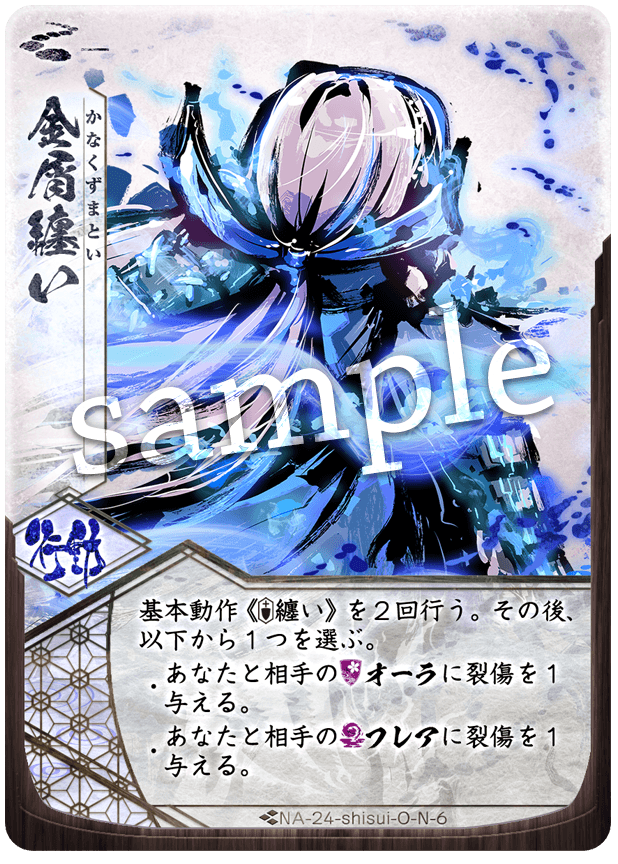 金屑纏い
かなくずまとい
sample
行動
基本動作《纏い》を２回行う。その後、
以下から１つを選ぶ。
・あなたと相手のオーラに裂傷を１
与える。
・あなたと相手のフレアに裂傷を１
与える。
NA-24-shisui-O-N-6